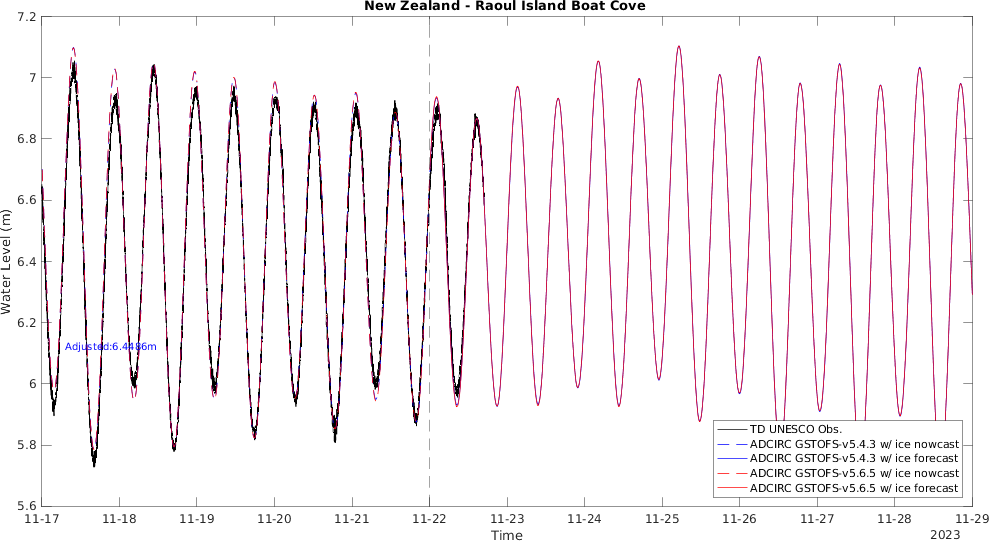 New Zealand - Raoul Island Boat Cove
7.2
7
6.8
6.6
6.4
6.2
6
5.8
5.6
Water Level (m)
Adjusted:6.4486m
TD UNESCO Obs.
ADCIRC GSTOFS-v5.4.3 w/ ice nowcast
ADCIRC GSTOFS-v5.4.3 w/ ice forecast
ADCIRC GSTOFS-v5.6.5 w/ ice nowcast
ADCIRC GSTOFS-v5.6.5 w/ ice forecast
11-17 11-18 11-19 11-20 11-21 11-22 11-23 11-24 11-25 11-26 11-27 11-28 11-29
Time
2023